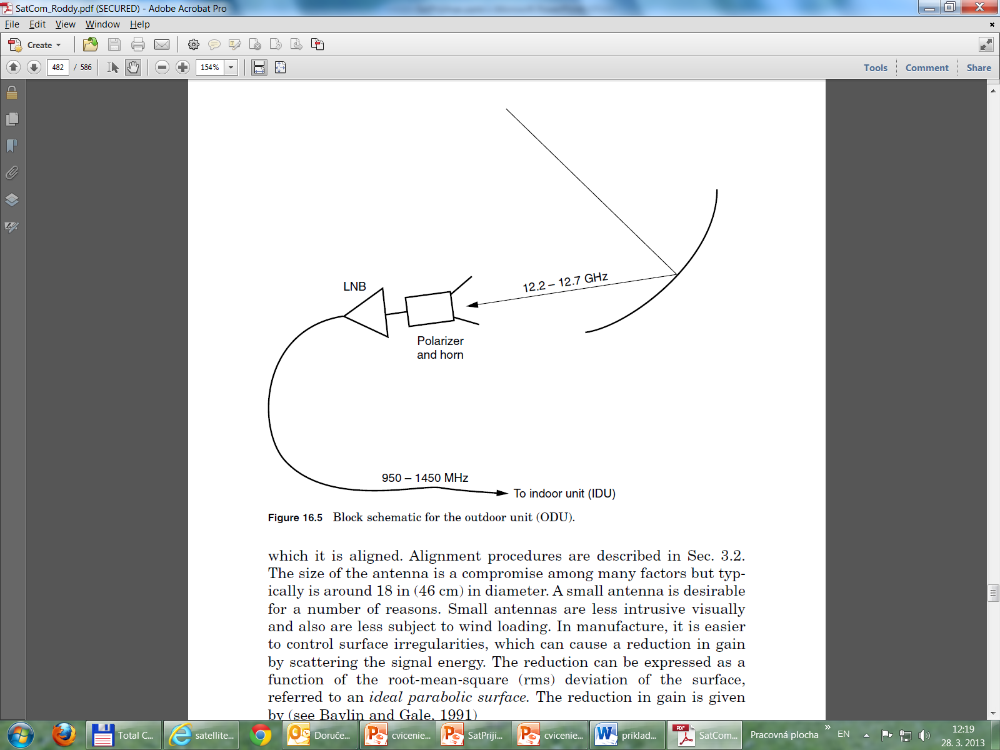 SatCom_Roddy.pdf (SECURED) - Adobe Acrobat Pro
File Edit View Window Help
Create
482 / 586 154% Tools Comment Share
12.2 – 12.7 GHz
LNB
Polarizer
and horn
950 – 1450 MHz
To indoor unit (IDU)
Figure 16.5 Block schematic for the outdoor unit (ODU).
which it is aligned. Alignment procedures are described in Sec. 3.2.
The size of the antenna is a compromise among many factors but typ-
ically is around 18 in (46 cm) in diameter. A small antenna is desirable
for a number of reasons. Small antennas are less intrusive visually
and also are less subject to wind loading. In manufacture, it is easier
to control surface irregularities, which can cause a reduction in gain
by scattering the signal energy. The reduction can be expressed as a
function of the root-mean-square (rms) deviation of the surface,
referred to an ideal parabolic surface. The reduction in gain is given
by (see Baylin and Gale, 1991)
Total C... satellite... Doruče... cvicenie... SatPriji... cvicenie... priklad... PDF SatCom... Pracovná plocha » EN 12:19
28. 3. 2013